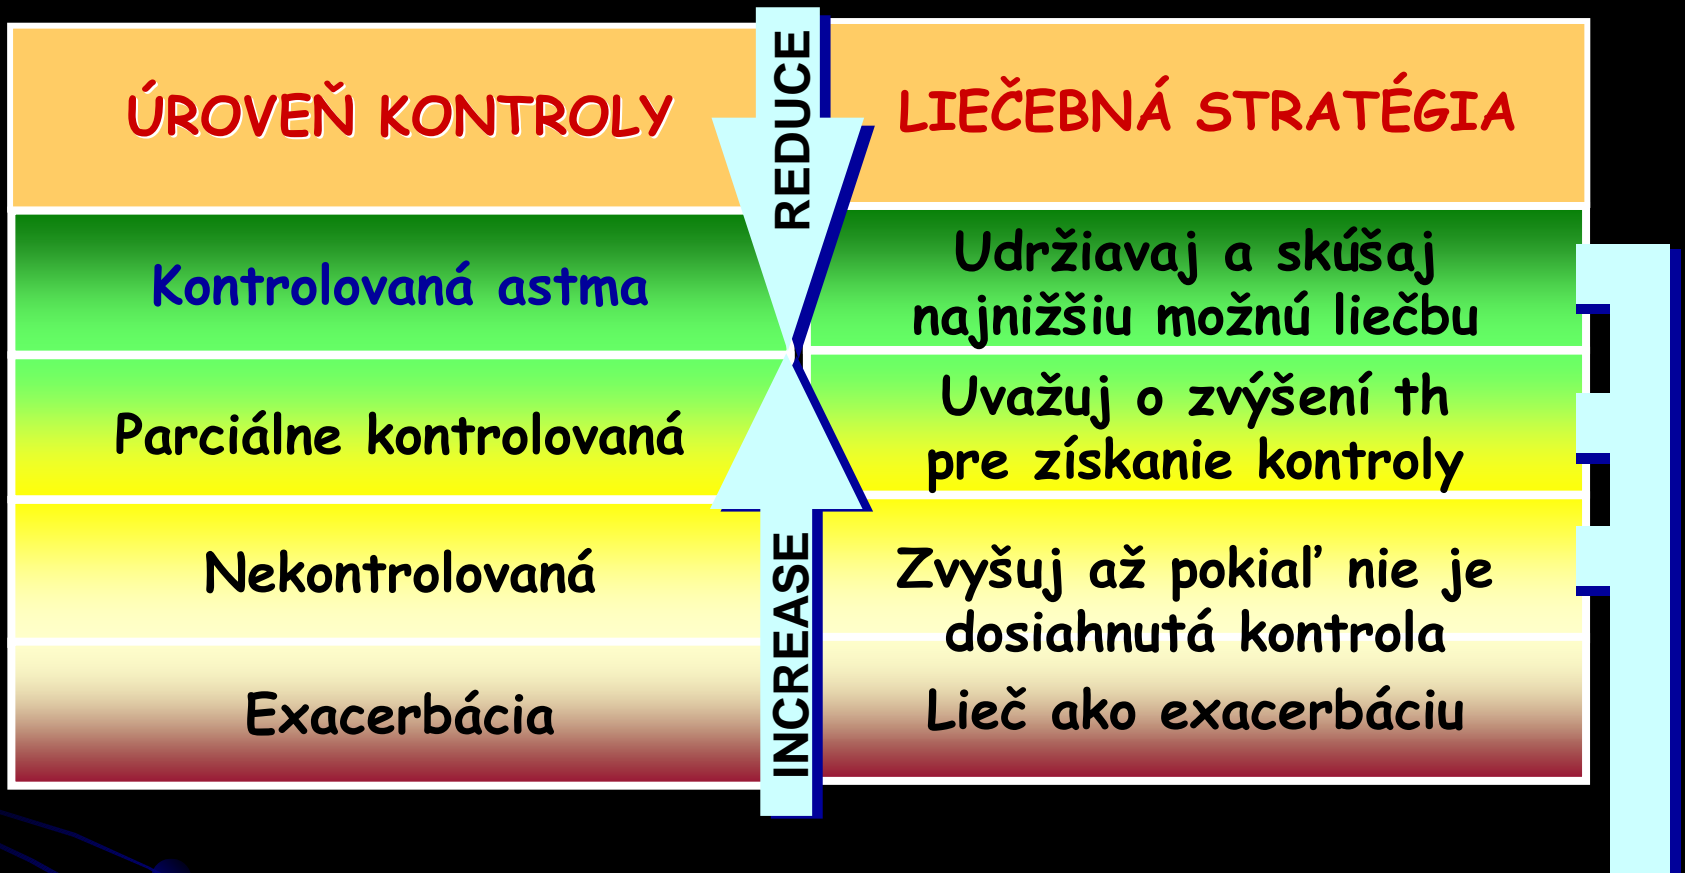 ÚROVEŇ KONTROLY
REDUCE
LIEČEBNÁ STRATÉGIA
Kontrolovaná astma
Udržiavaj a skúšaj
najnižšiu možnú liečbu
Parciálne kontrolovaná
Uvažuj o zvýšení th
pre získanie kontroly
INCREASE
Nekontrolovaná
Zvyšuj až pokiaľ nie je
dosiahnutá kontrola
Exacerbácia
Lieč ako exacerbáciu